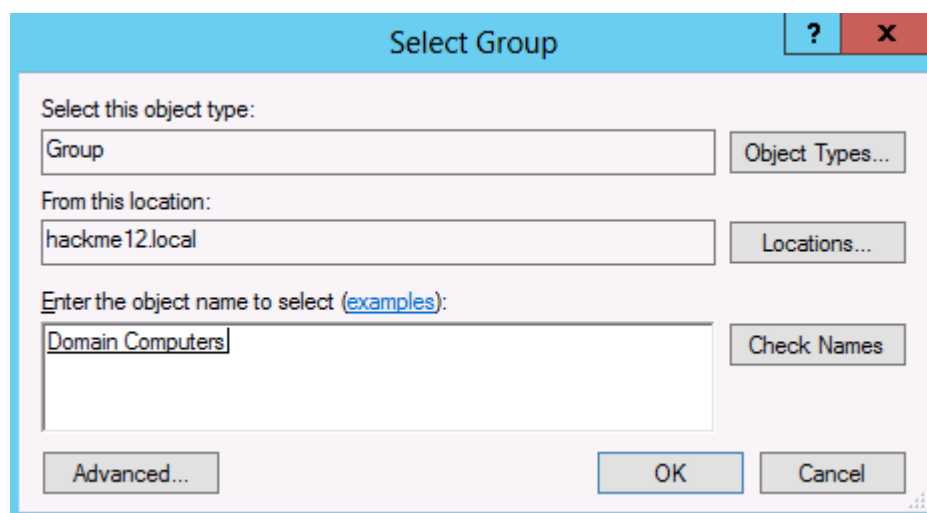 Select Group
? x
Select this object type:
Group
Object Types...
From this location:
hackme12.local
Locations...
Enter the object name to select (examples):
Domain Computers
Check Names
Advanced...
OK
Cancel